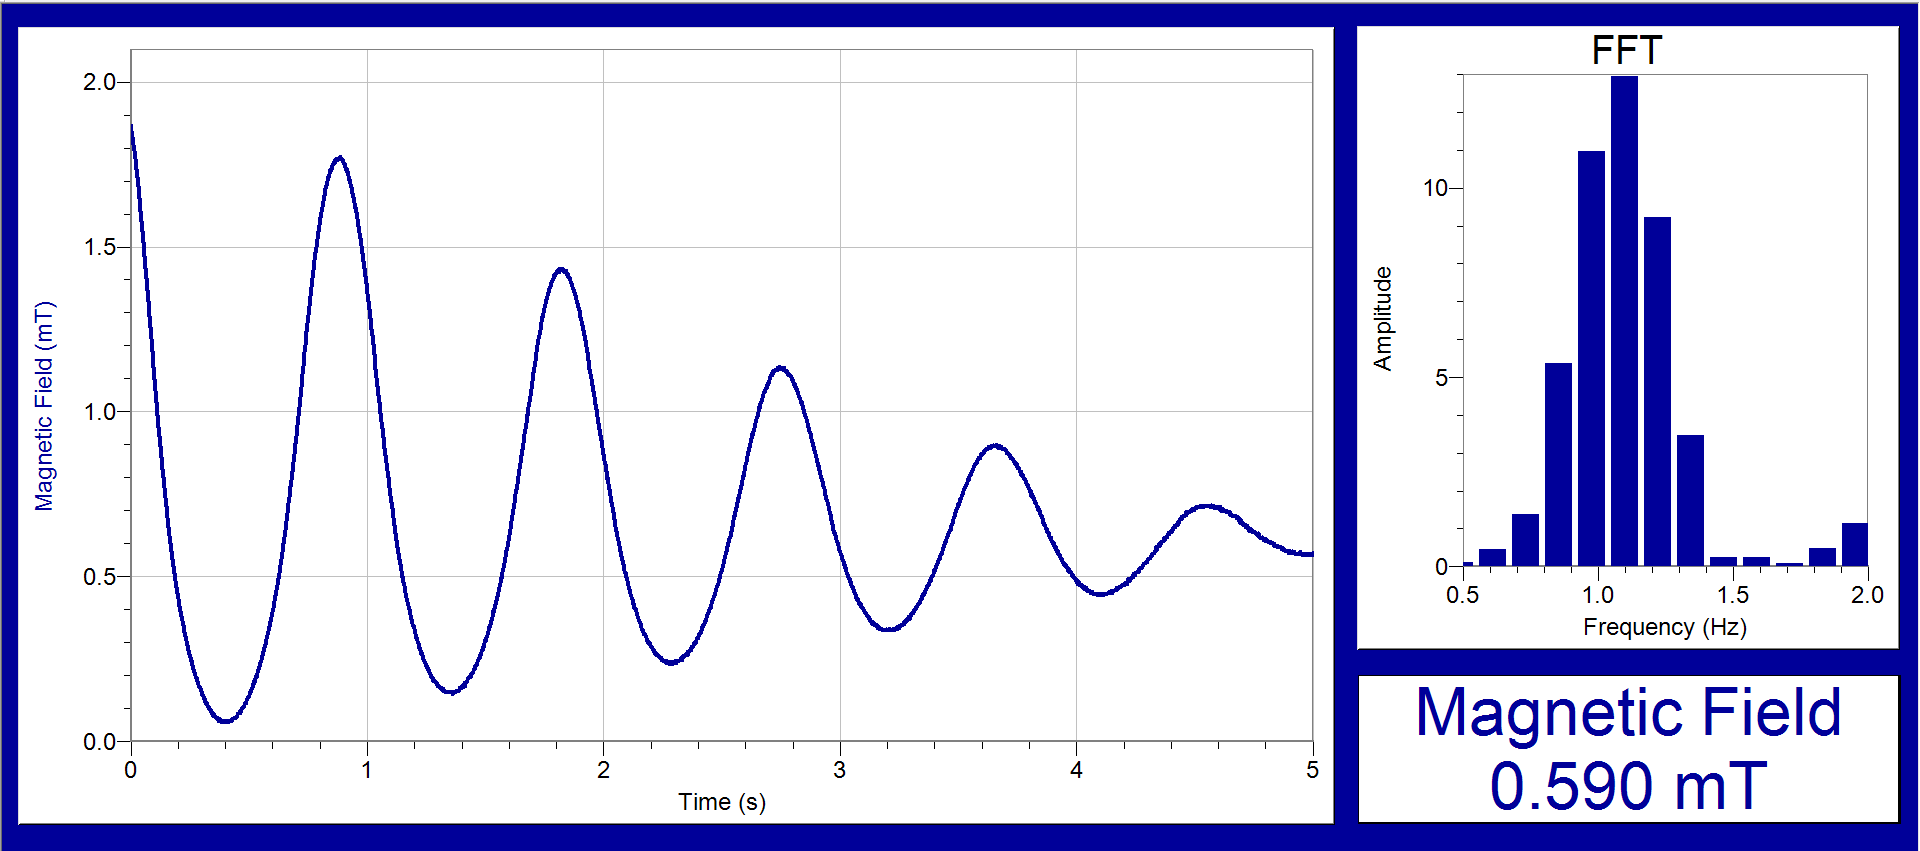 2.0
1.5
1.0
0.5
0.0
Magnetic Field (mT)
0 1 2 3 4 5
Time (s)
FFT
10
5
0
Amplitude
0.5 1.0 1.5 2.0
Frequency (Hz)
Magnetic Field
0.590 mT